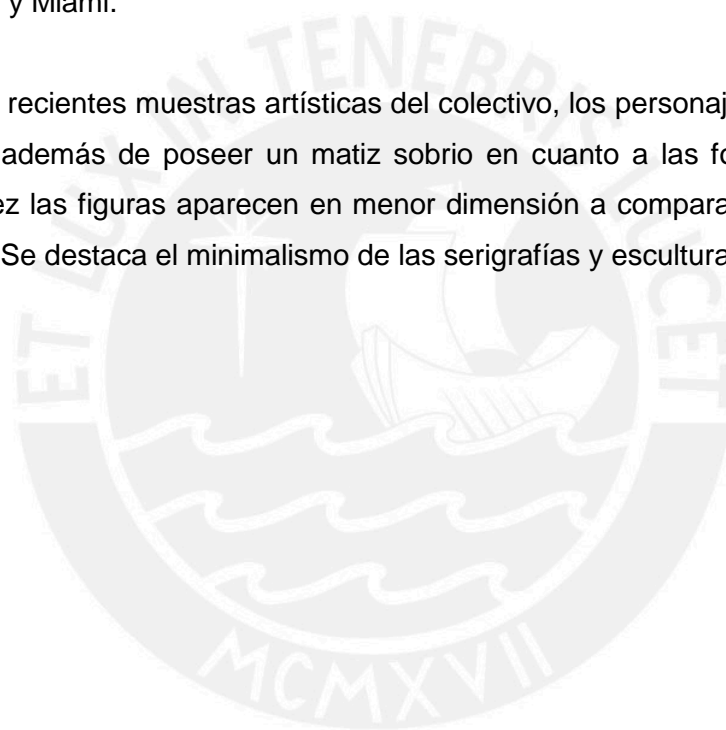 y Miami.
recientes muestras artísticas del colectivo, los personaj
además de poseer un matiz sobrio en cuanto a las fo
ez las figuras aparecen en menor dimensión a compara
Se destaca el minimalismo de las serigrafías y escultura
ET LUX IN TENEBRIS LUCET
MCMXVII